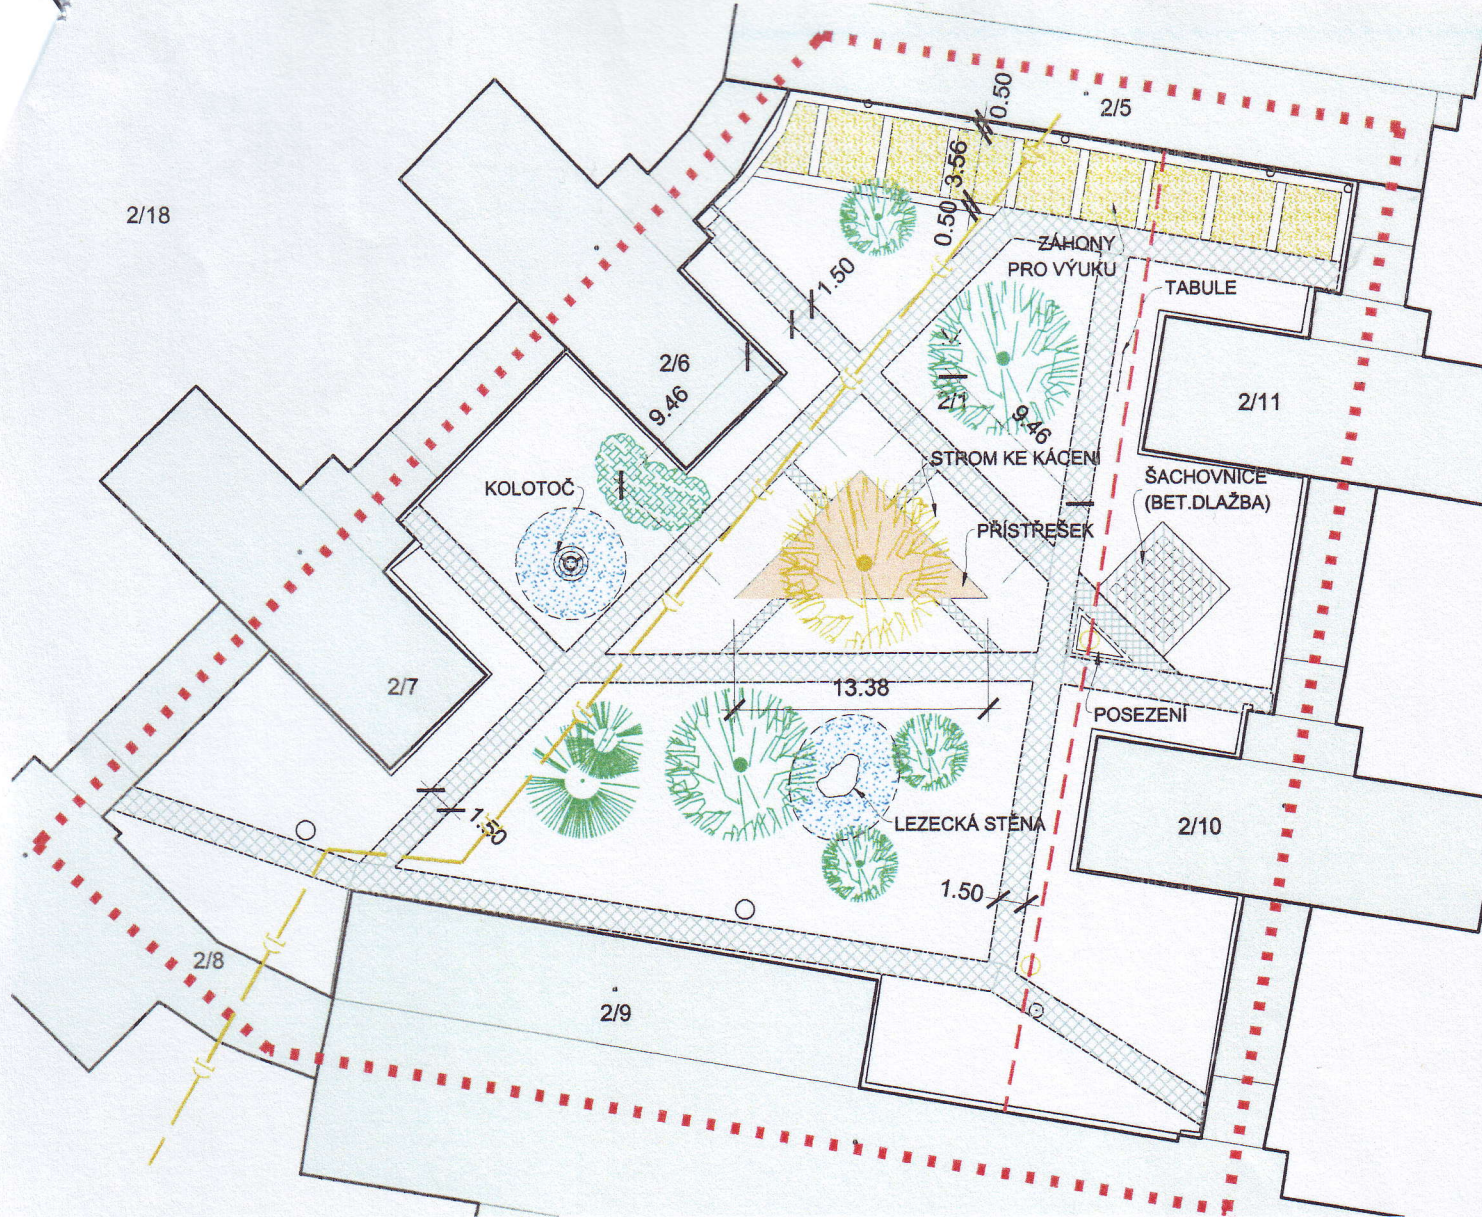 0.50
2/5
3.56
0.50
2/18
ZÁHONY
PRO VÝUKU
1.50
TABULE
2/6
9.46
2/1
9.46
2/11
STROM KE KÁCENÍ
ŠACHOVNICE
(BET.DLAŽBA)
KOLOTOČ
PŘÍSTŘEŠEK
2/7
13.38
POSEZENÍ
1.50
LEZECKÁ STĚNA
2/10
1.50
2/8
2/9